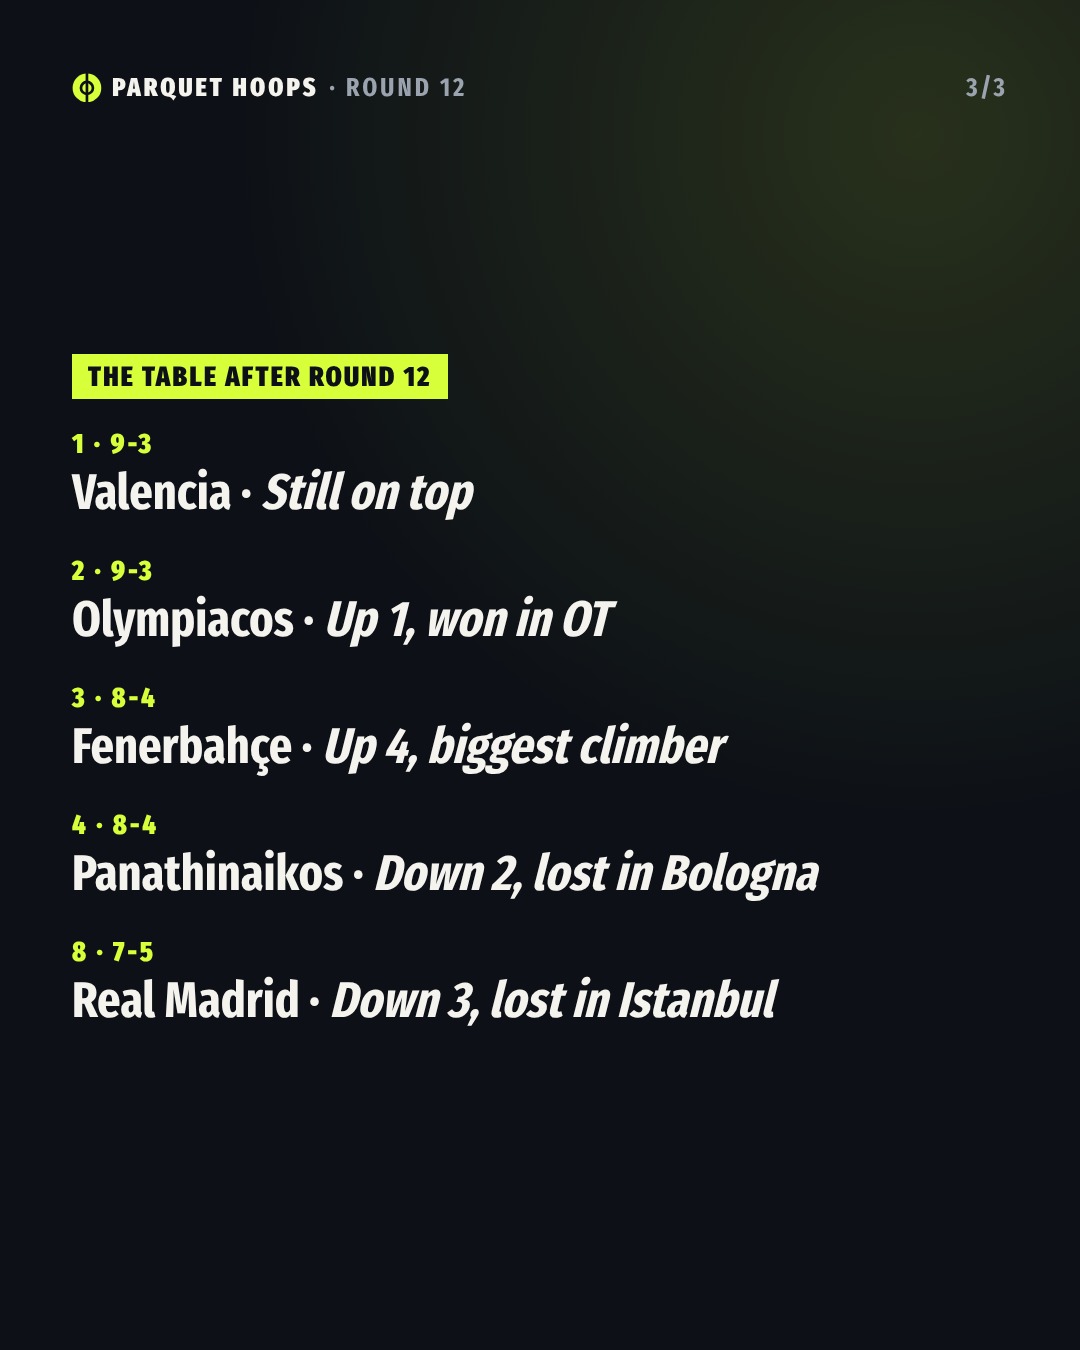 PARQUET HOOPS · ROUND 12
3/3
THE TABLE AFTER ROUND 12
1 · 9-3
Valencia · Still on top
2 · 9-3
Olympiacos · Up 1, won in OT
3 · 8-4
Fenerbahçe · Up 4, biggest climber
4 · 8-4
Panathinaikos · Down 2, lost in Bologna
8 · 7-5
Real Madrid · Down 3, lost in Istanbul